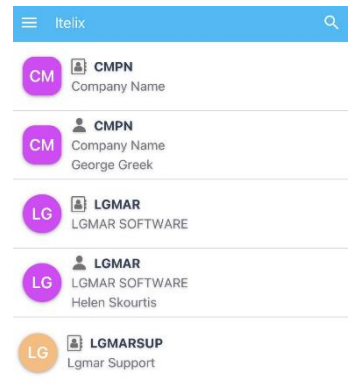 Itelix
CM
CMPN
Company Name
CM
CMPN
Company Name
George Greek
LG
LGMAR
LGMAR SOFTWARE
LG
LGMAR
LGMAR SOFTWARE
Helen Skourtis
LG
LGMARSUP
Lgmar Support